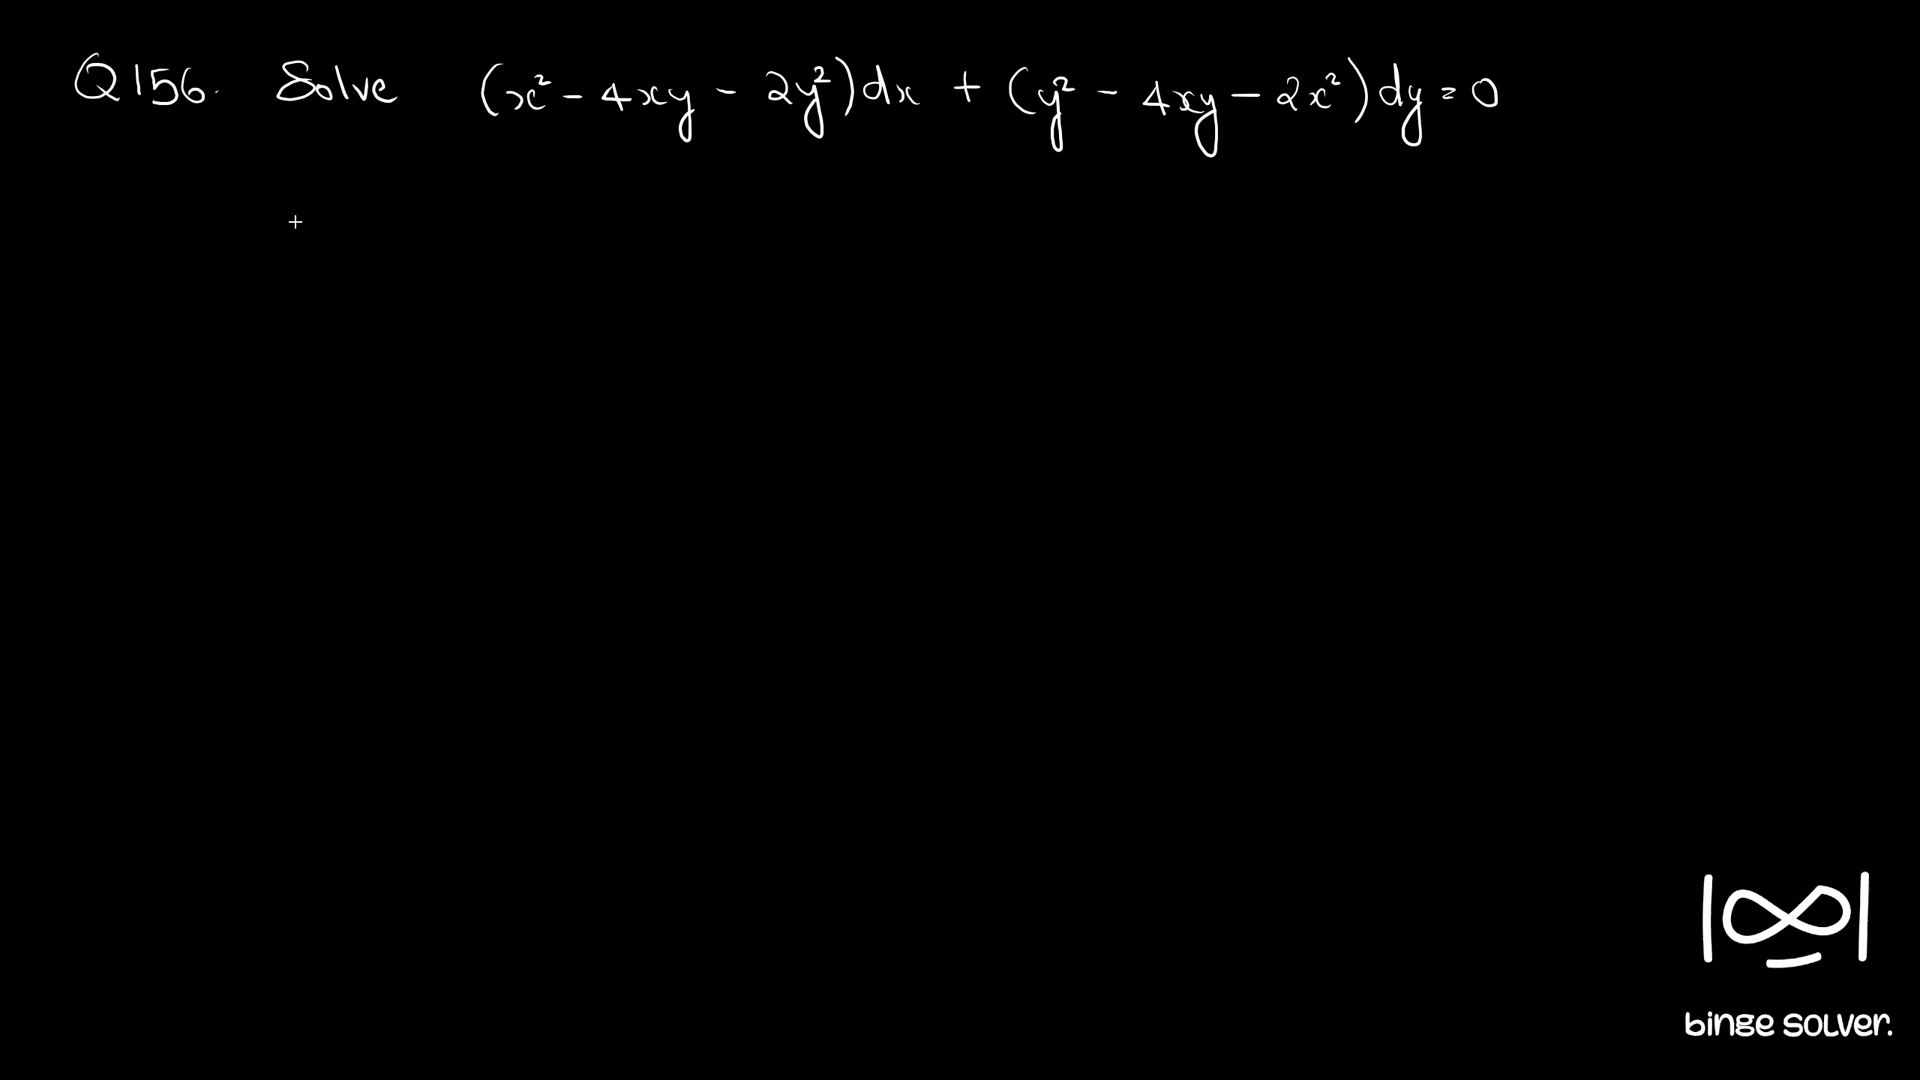 Q156. Solve (x² - 4xy - 2y²)dx + (y² - 4xy - 2x²)dy = 0
binge solver.